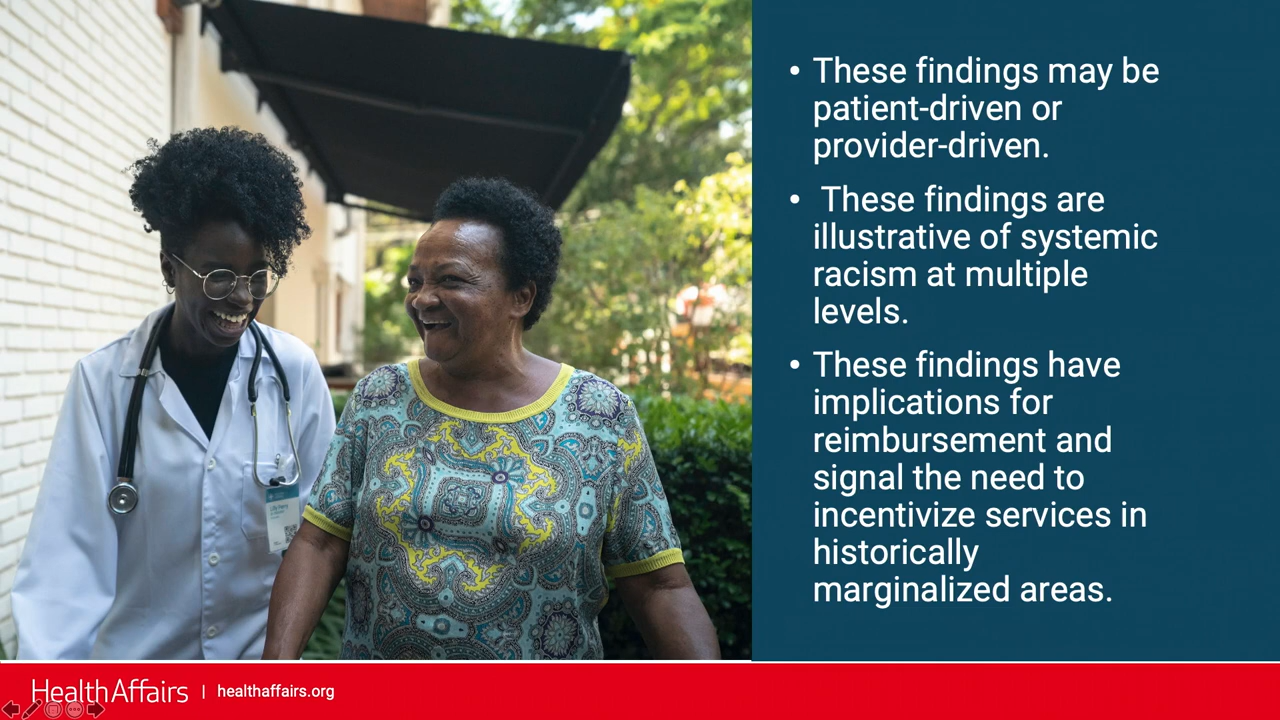 • These findings may be
patient-driven or
provider-driven.
• These findings are
illustrative of systemic
racism at multiple
levels.
• These findings have
implications for
reimbursement and
signal the need to
incentivize services in
historically
marginalized areas.
HealthAffairs | healthaffairs.org